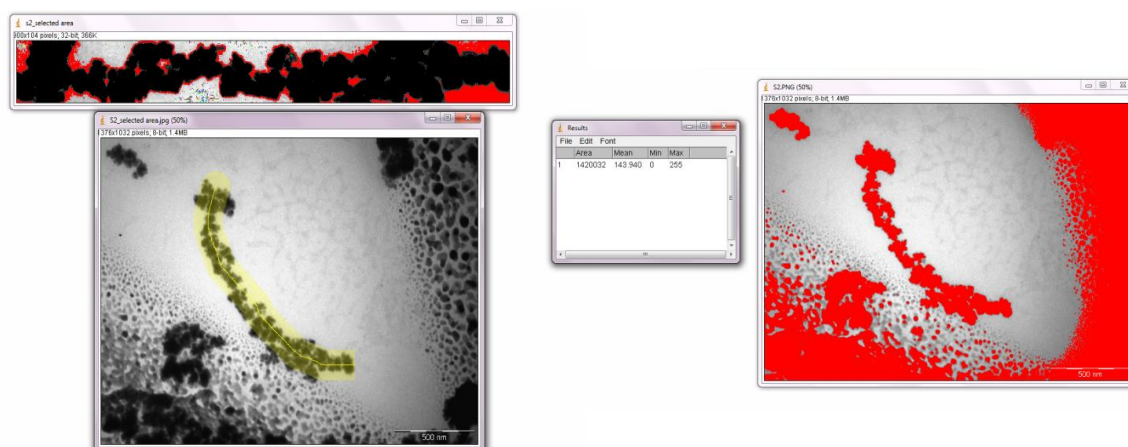 s2_selected area
900x104 pixels; 32-bit; 366K
S2_selected area.jpg (50%)
1376x1032 pixels; 8-bit; 1.4MB
500 nm
Results
File Edit Font
Area Mean Min Max
1 1420032 143.940 0 255
S2.PNG (50%)
1376x1032 pixels; 8-bit; 1.4MB
500 nm